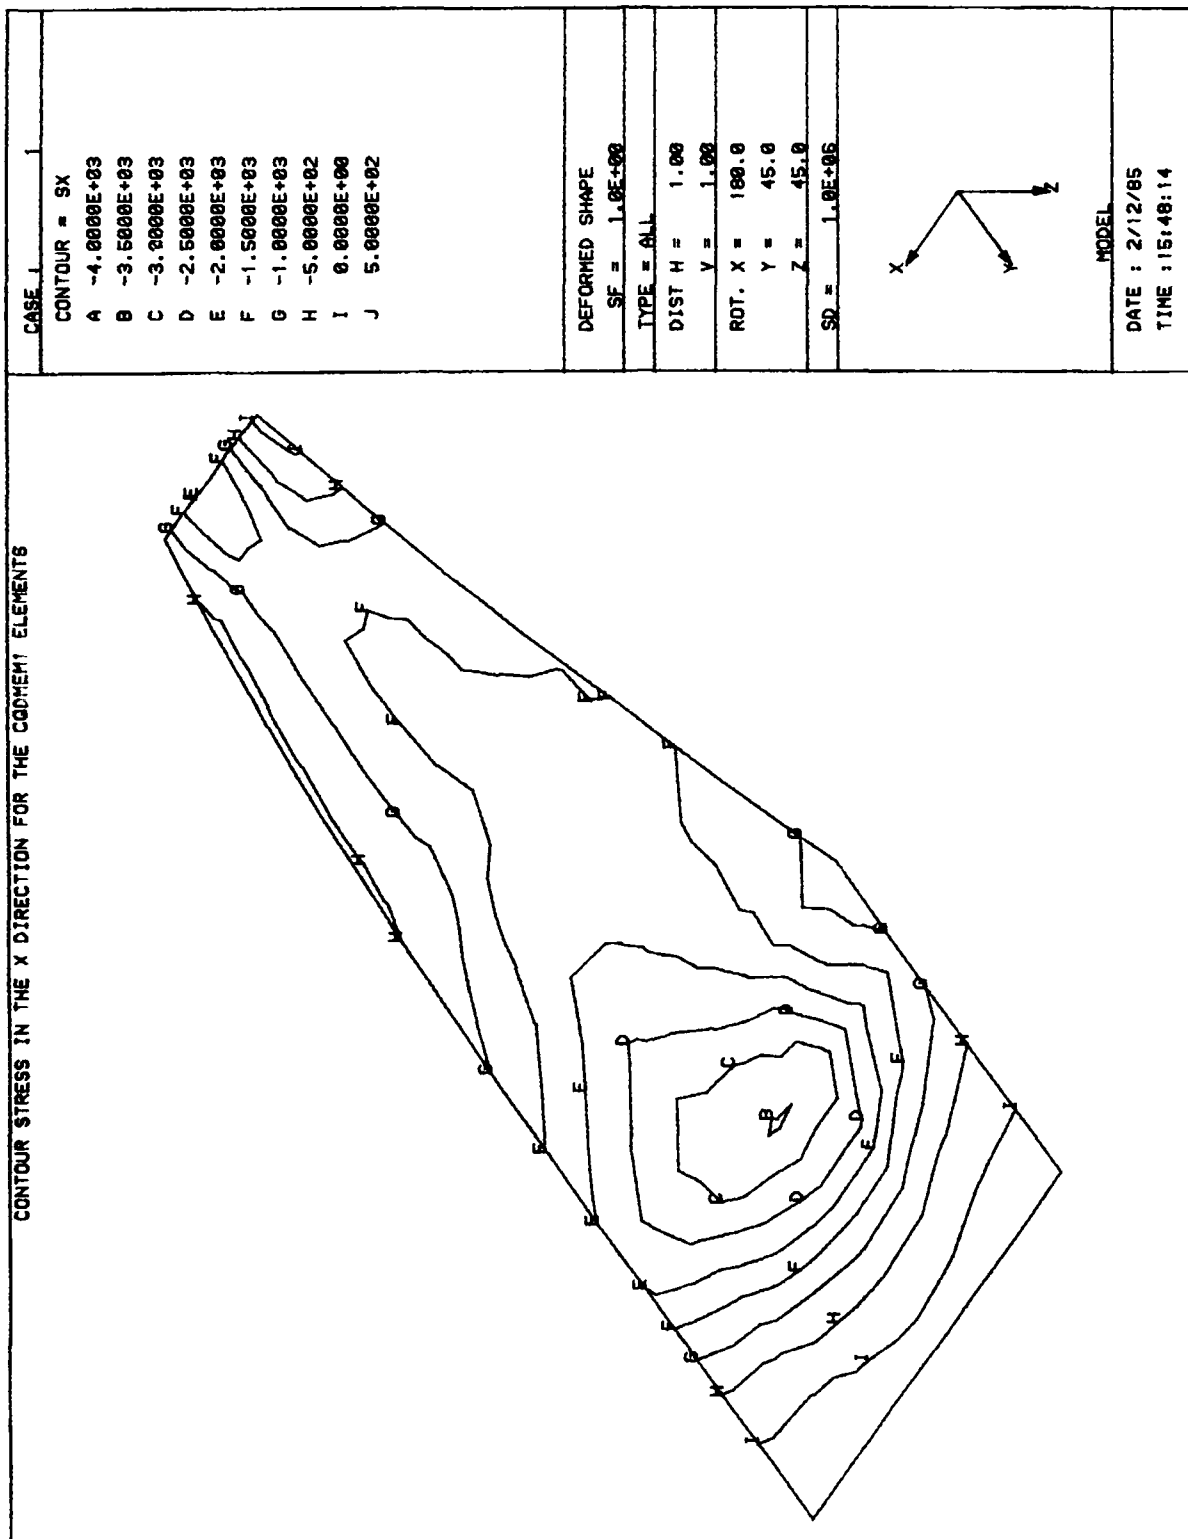 CONTOUR STRESS IN THE X DIRECTION FOR THE CQDMEM1 ELEMENTS
CASE 1 1
CONTOUR = SX
A -4.0000E+03
B -3.5000E+03
C -3.0000E+03
D -2.5000E+03
E -2.0000E+03
F -1.5000E+03
G -1.0000E+03
H -5.0000E+02
I 0.0000E+00
J 5.0000E+02
DEFORMED SHAPE
SF = 1.0E+00
TYPE = ALL
DIST H = 1.00
V = 1.00
ROT. X = 180.0
Y = 45.0
Z = 45.0
SD = 1.0E+06
X
Y
Z
MODEL
DATE : 2/12/85
TIME :15:48:14
G F E F G H I
H G H G
F F F F F
H G H G G
E D C B D F G
F E C D E D E F G H I
E F G H I F H I